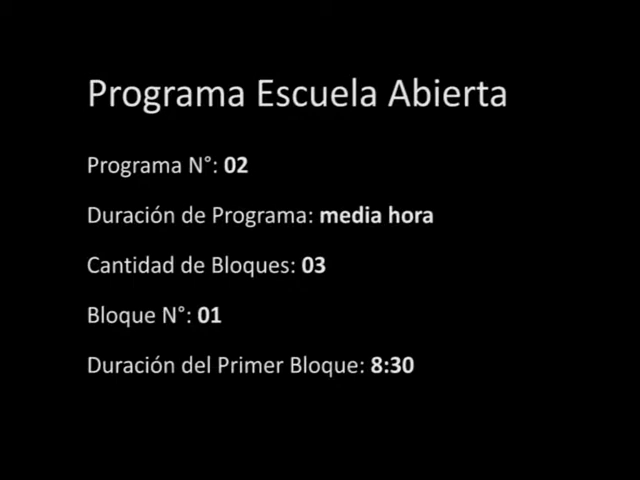 Programa Escuela Abierta
Programa N°: 02
Duración de Programa: media hora
Cantidad de Bloques: 03
Bloque N°: 01
Duración del Primer Bloque: 8:30